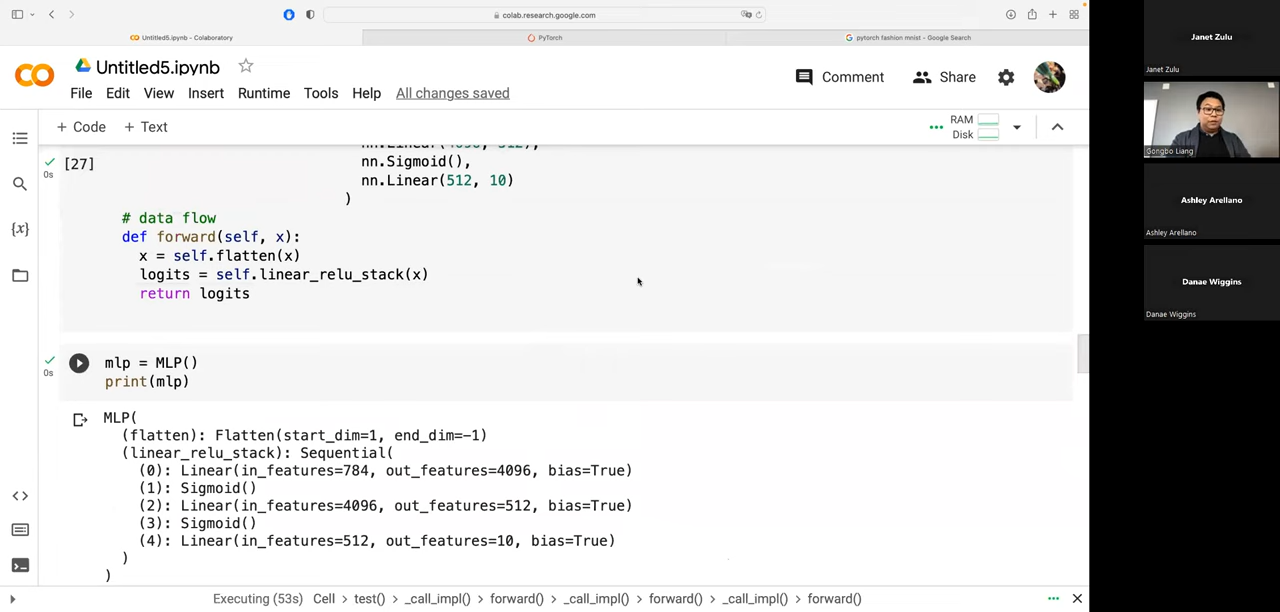 colab.research.google.com
Untitled5.ipynb - Colaboratory
PyTorch
pytorch fashion mnist - Google Search
Untitled5.ipynb
File Edit View Insert Runtime Tools Help All changes saved
Comment
Share
+ Code + Text
RAM
Disk
[27]
0s
nn.Linear(4096, 512),
nn.Sigmoid(),
nn.Linear(512, 10)
)
# data flow
def forward(self, x):
x = self.flatten(x)
logits = self.linear_relu_stack(x)
return logits
0s
mlp = MLP()
print(mlp)
MLP(
(flatten): Flatten(start_dim=1, end_dim=-1)
(linear_relu_stack): Sequential(
(0): Linear(in_features=784, out_features=4096, bias=True)
(1): Sigmoid()
(2): Linear(in_features=4096, out_features=512, bias=True)
(3): Sigmoid()
(4): Linear(in_features=512, out_features=10, bias=True)
)
)
Executing (53s) Cell > test() > _call_impl() > forward() > _call_impl() > forward() > _call_impl() > forward()
Janet Zulu
Janet Zulu
Gongbo Liang
Ashley Arellano
Ashley Arellano
Danae Wiggins
Danae Wiggins